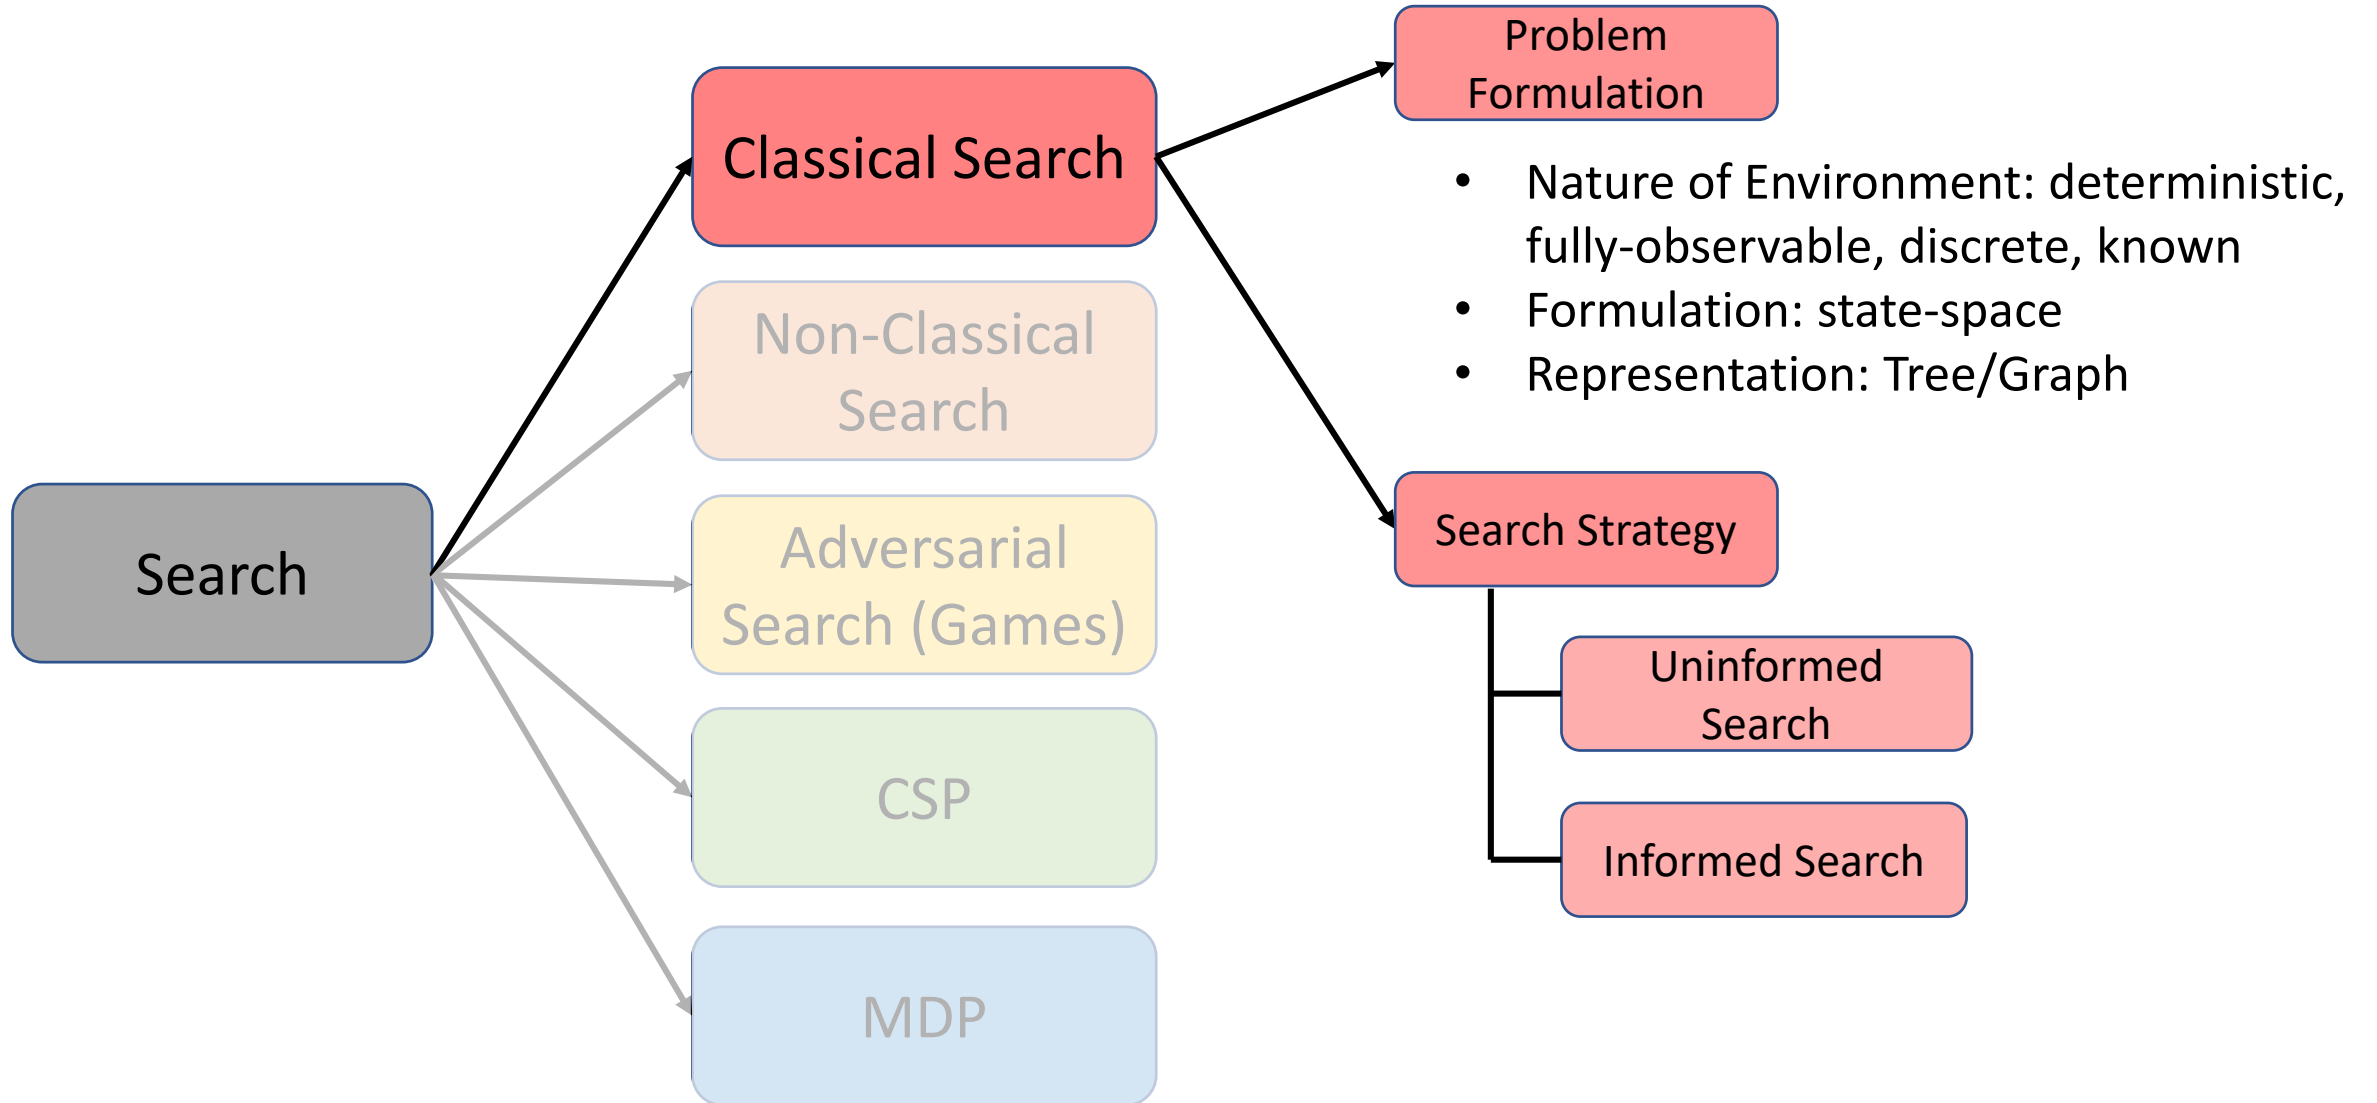 Search
Classical Search
Non-Classical
Search
Adversarial
Search (Games)
CSP
MDP
Problem
Formulation
• Nature of Environment: deterministic,
fully-observable, discrete, known
• Formulation: state-space
• Representation: Tree/Graph
Search Strategy
Uninformed
Search
Informed Search